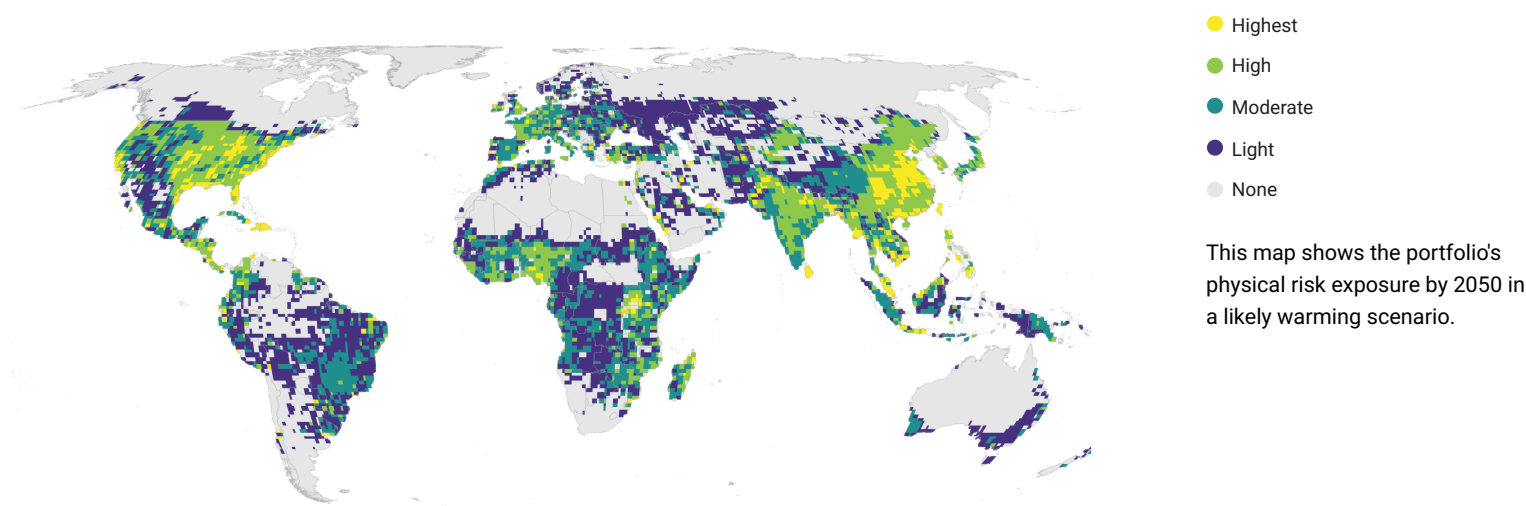 Highest
High
Moderate
Light
None
This map shows the portfolio's
physical risk exposure by 2050 in
a likely warming scenario.